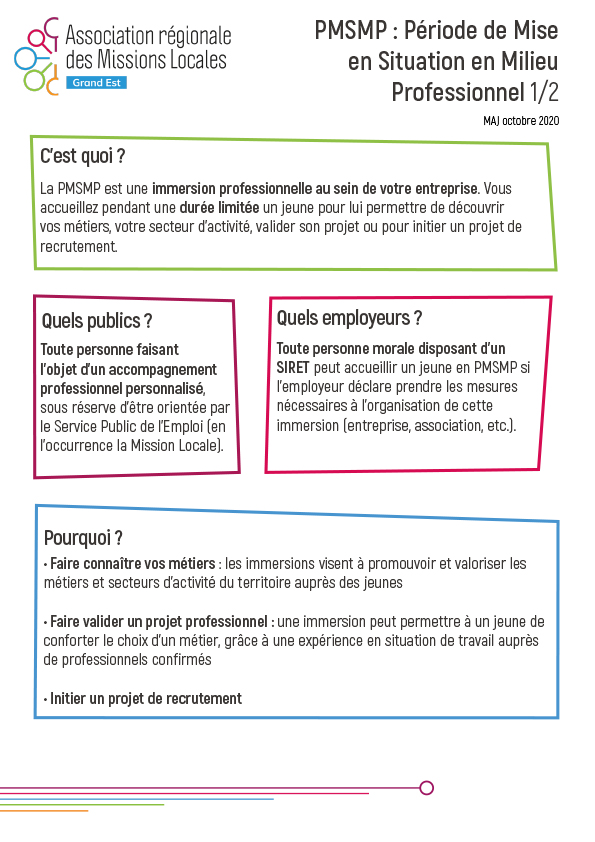 Association régionale
des Missions Locales
Grand Est
PMSMP : Période de Mise
en Situation en Milieu
Professionnel 1/2
MAJ octobre 2020
C'est quoi ?
La PMSMP est une immersion professionnelle au sein de votre entreprise. Vous
accueillez pendant une durée limitée un jeune pour lui permettre de découvrir
vos métiers, votre secteur d'activité, valider son projet ou pour initier un projet de
recrutement.
Quels publics ?
Toute personne faisant
l'objet d'un accompagnement
professionnel personnalisé,
sous réserve d'être orientée par
le Service Public de l'Emploi (en
l'occurrence la Mission Locale).
Quels employeurs ?
Toute personne morale disposant d'un
SIRET peut accueillir un jeune en PMSMP si
l'employeur déclare prendre les mesures
nécessaires à l'organisation de cette
immersion (entreprise, association, etc.).
Pourquoi ?
• Faire connaître vos métiers : les immersions visent à promouvoir et valoriser les
métiers et secteurs d'activité du territoire auprès des jeunes
• Faire valider un projet professionnel : une immersion peut permettre à un jeune de
conforter le choix d'un métier, grâce à une expérience en situation de travail auprès
de professionnels confirmés
• Initier un projet de recrutement